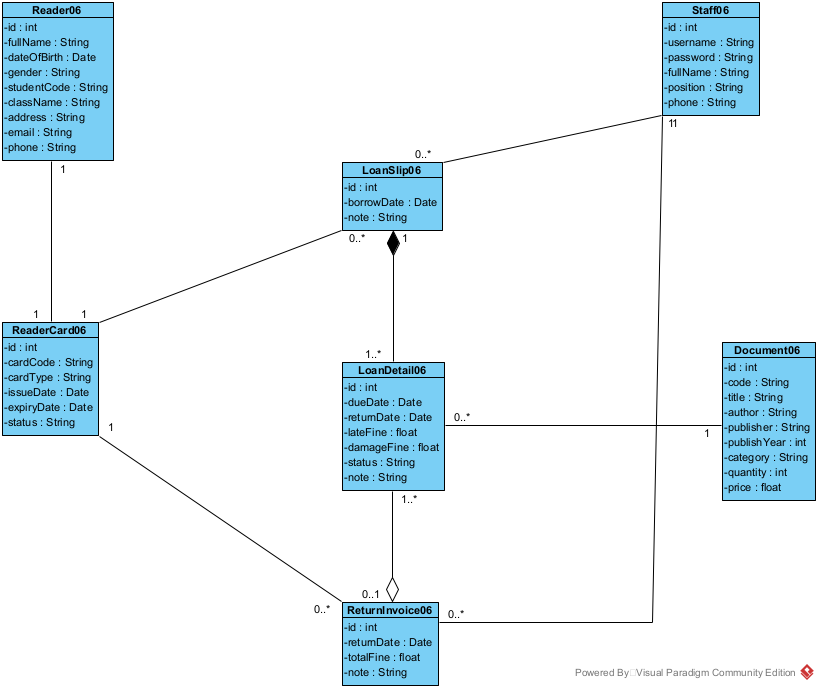 Reader06
-id : int
-fullName : String
-dateOfBirth : Date
-gender : String
-studentCode : String
-className : String
-address : String
-email : String
-phone : String
1
Staff06
-id : int
-username : String
-password : String
-fullName : String
-position : String
-phone : String
11
0..*
LoanSlip06
-id : int
-borrowDate : Date
-note : String
0..*
1
1
1
ReaderCard06
-id : int
-cardCode : String
-cardType : String
-issueDate : Date
-expiryDate : Date
-status : String
1
1..*
LoanDetail06
-id : int
-dueDate : Date
-returnDate : Date
-lateFine : float
-damageFine : float
-status : String
-note : String
0..*
1
1..*
Document06
-id : int
-code : String
-title : String
-author : String
-publisher : String
-publishYear : int
-category : String
-quantity : int
-price : float
0..1
0..*
0..*
ReturnInvoice06
-id : int
-returnDate : Date
-totalFine : float
-note : String
Powered By Visual Paradigm Community Edition